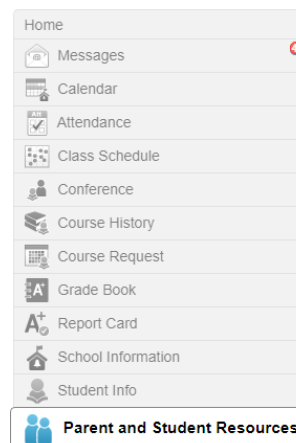 Home
Messages
Calendar
Attendance
Class Schedule
Conference
Course History
Course Request
Grade Book
Report Card
School Information
Student Info
Parent and Student Resources